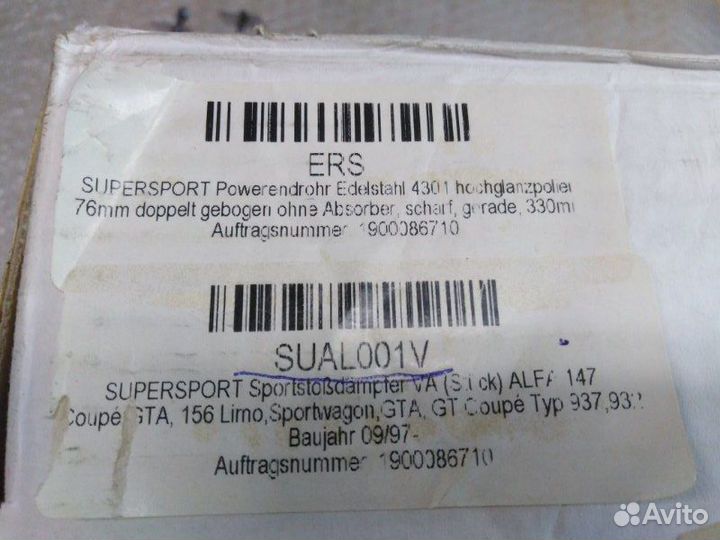 ERS
SUPERSPORT Powerendrohr Edelstahl 4301 hochglanzpolier
76mm doppelt gebogen ohne Absorber, scharf, gerade, 330m
Auftragsnummer 1900086710
SUAL001V
SUPERSPORT Sportstoßdämpfer VA (Stück) ALFA 147
Coupé GTA, 156 Limo,Sportwagon,GTA, GT Coupé Typ 937,932
Baujahr 09/97-
Auftragsnummer 1900086710
Avito